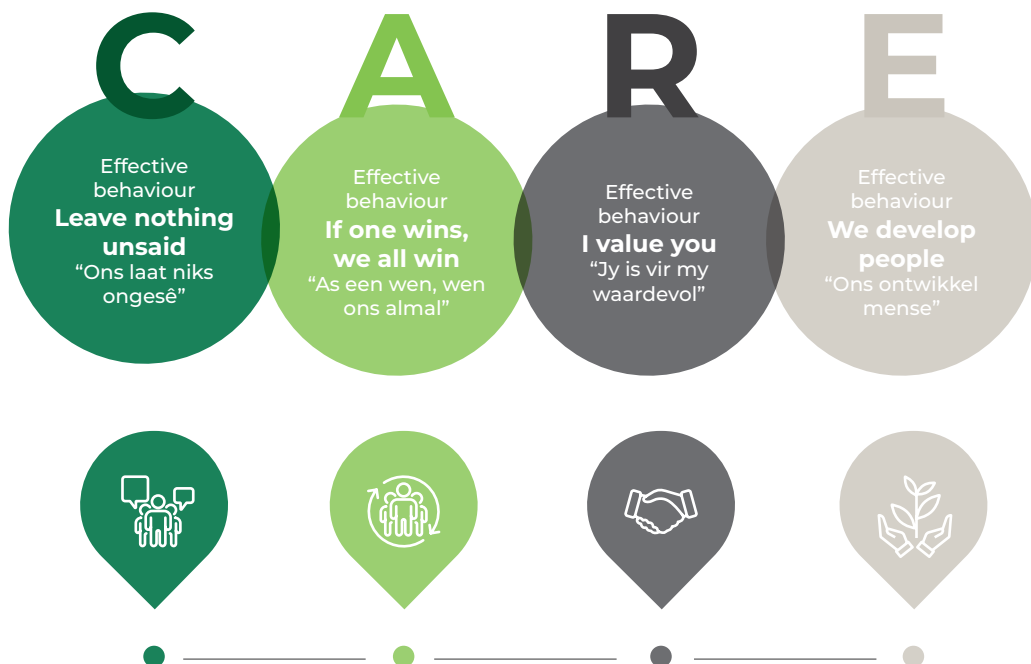 C A R E
Effective
behaviour
Leave nothing
unsaid
“Ons laat niks
ongesê”
Effective
behaviour
If one wins,
we all win
“As een wen, wen
ons almal”
Effective
behaviour
I value you
“Jy is vir my
waardevol”
Effective
behaviour
We develop
people
“Ons ontwikkel
mense”